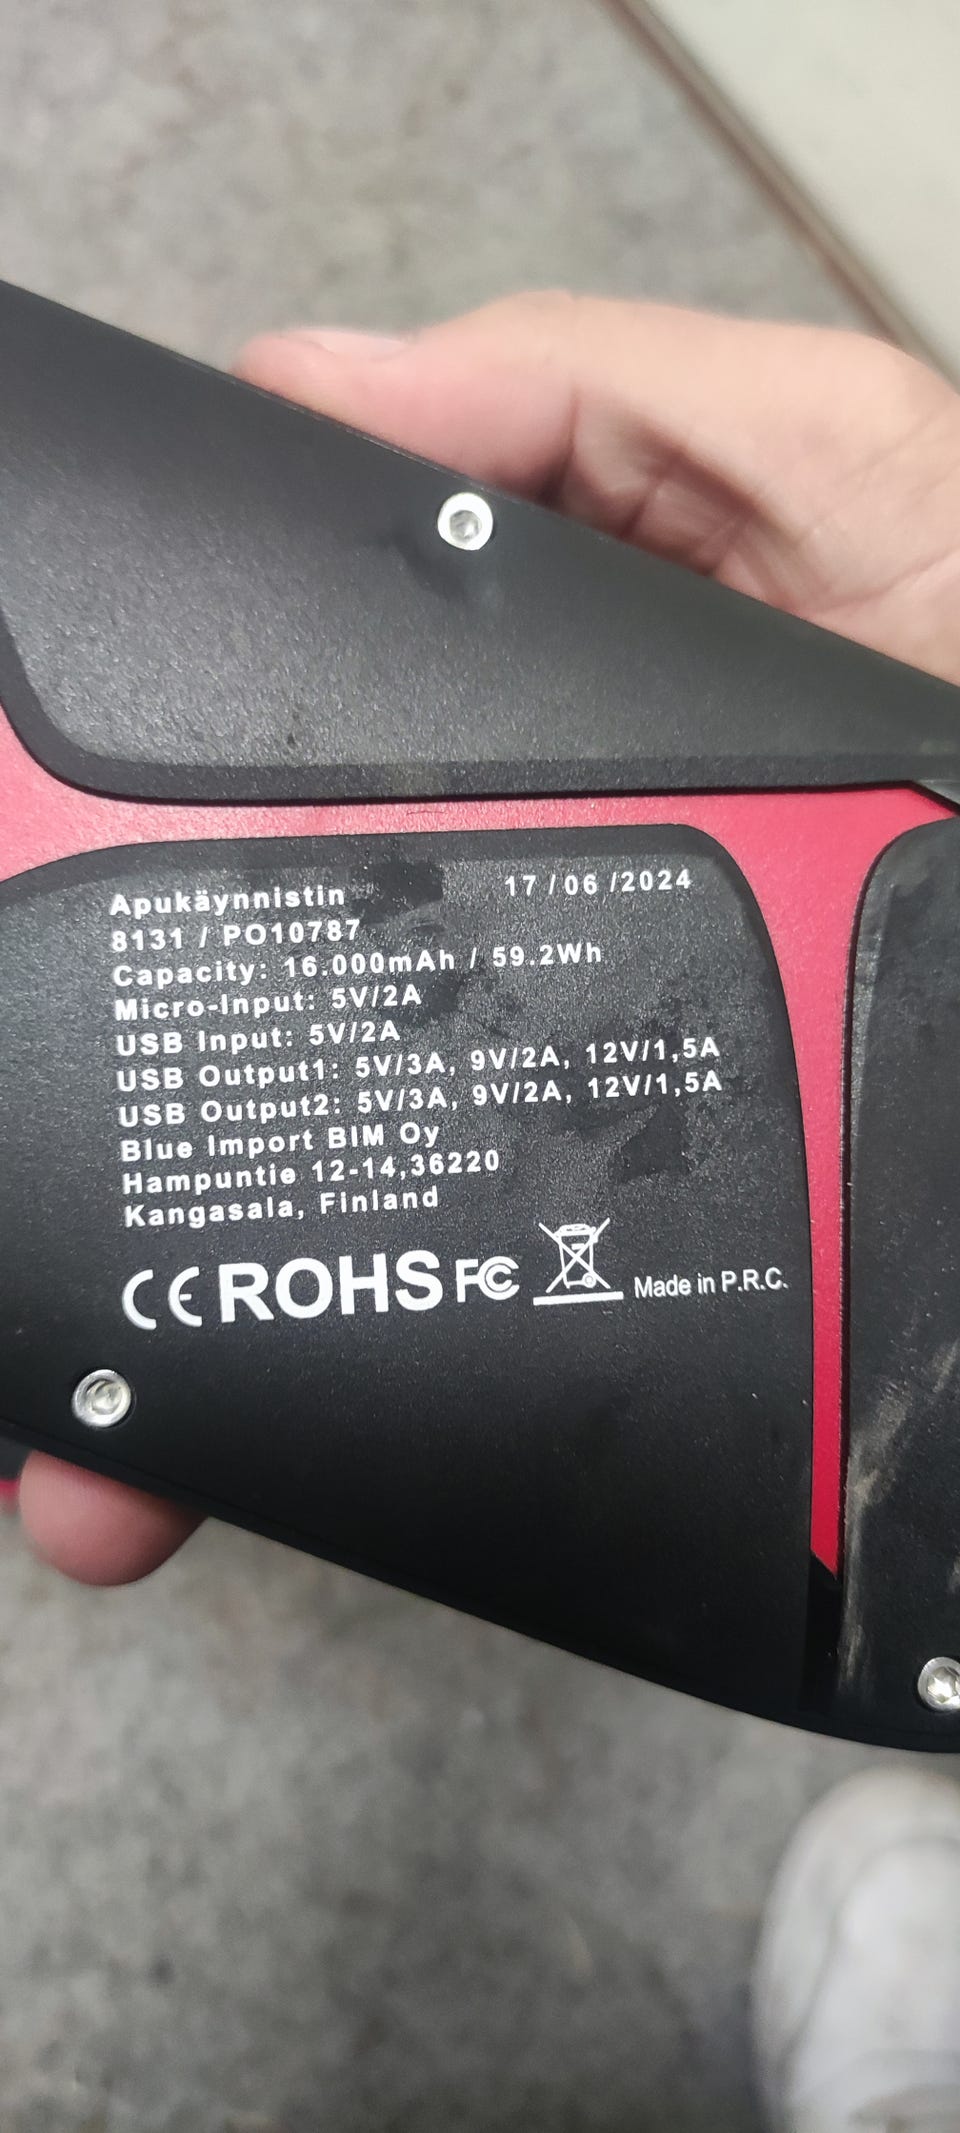 Apukäynnistin 17/06/2024
8131 / PO10787
Capacity: 16.000mAh / 59.2Wh
Micro-Input: 5V/2A
USB Input: 5V/2A
USB Output1: 5V/3A, 9V/2A, 12V/1,5A
USB Output2: 5V/3A, 9V/2A, 12V/1,5A
Blue Import BIM Oy
Hampuntie 12-14,36220
Kangasala, Finland
CE ROHS FC Made in P.R.C.